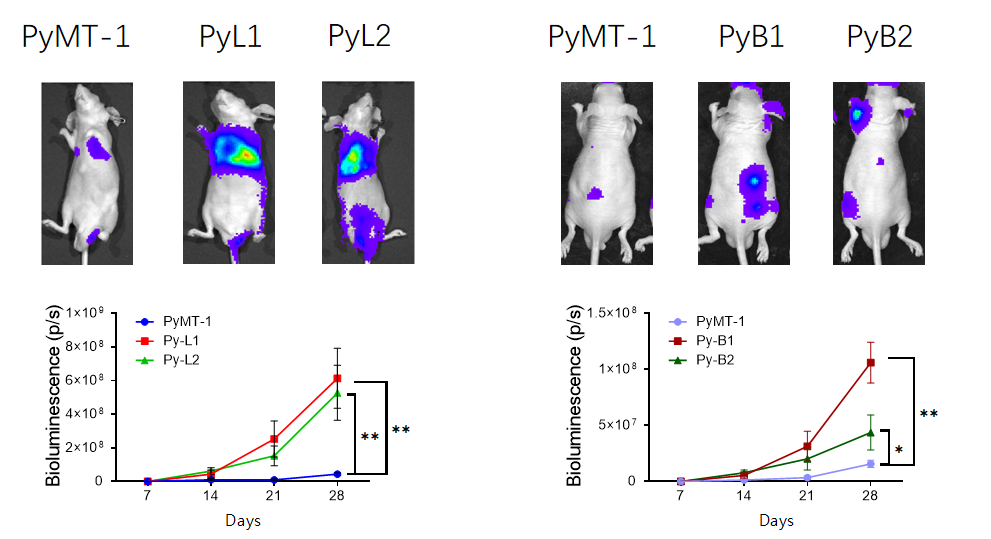 PyMT-1 PyL1 PyL2
PyMT-1 PyB1 PyB2
Bioluminescence (p/s)
1×10⁹
8×10⁸
6×10⁸
4×10⁸
2×10⁸
0
PyMT-1
Py-L1
Py-L2
**
**
7 14 21 28
Days
Bioluminescence (p/s)
1.5×10⁸
1×10⁸
5×10⁷
0
PyMT-1
Py-B1
Py-B2
**
*
7 14 21 28
Days